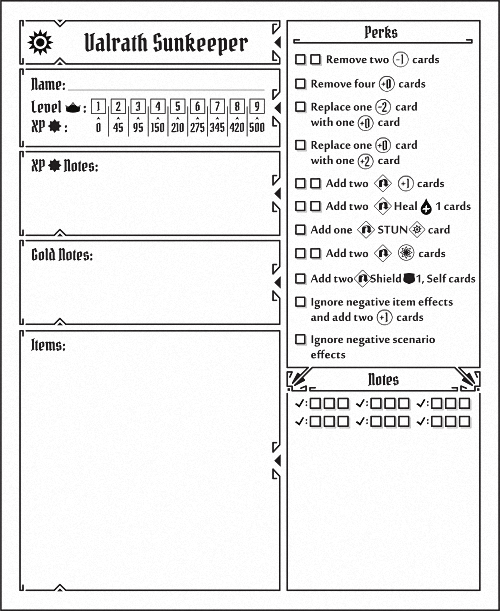 Valrath Sunkeeper
Name:
Level :
1 2 3 4 5 6 7 8 9
XP :
0 45 95 150 210 275 345 420 500
XP Notes:
Gold Notes:
Items:
Perks
Remove two -1 cards
Remove four +0 cards
Replace one -2 card
with one +0 card
Replace one +0 card
with one +2 card
Add two +1 cards
Add two Heal 1 cards
Add one STUN card
Add two cards
Add two Shield 1, Self cards
Ignore negative item effects
and add two +1 cards
Ignore negative scenario
effects
Notes
✓: ✓: ✓:
✓: ✓: ✓: